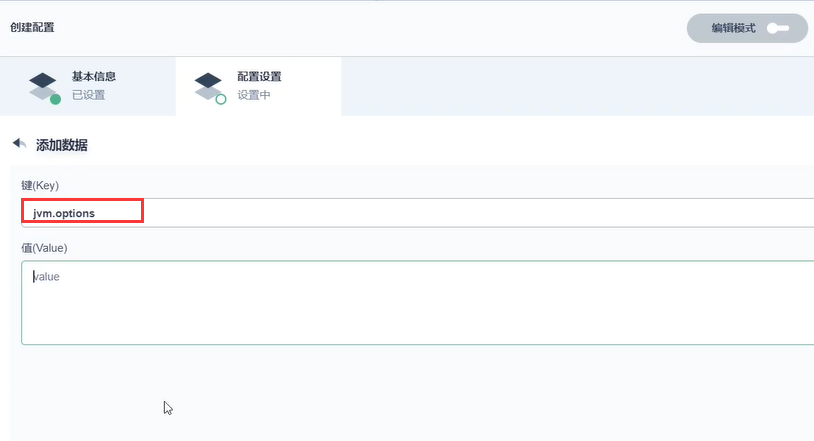 创建配置
编辑模式
基本信息
已设置
配置设置
设置中
添加数据
键(Key)
jvm.options
值(Value)
value